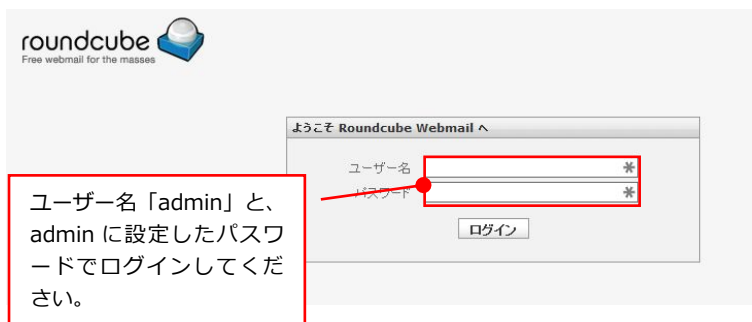 roundcube
Free webmail for the masses
ようこそ Roundcube Webmail へ
ユーザー名
パスワード
ログイン
ユーザー名「admin」と、
admin に設定したパスワ
ードでログインしてくだ
さい。